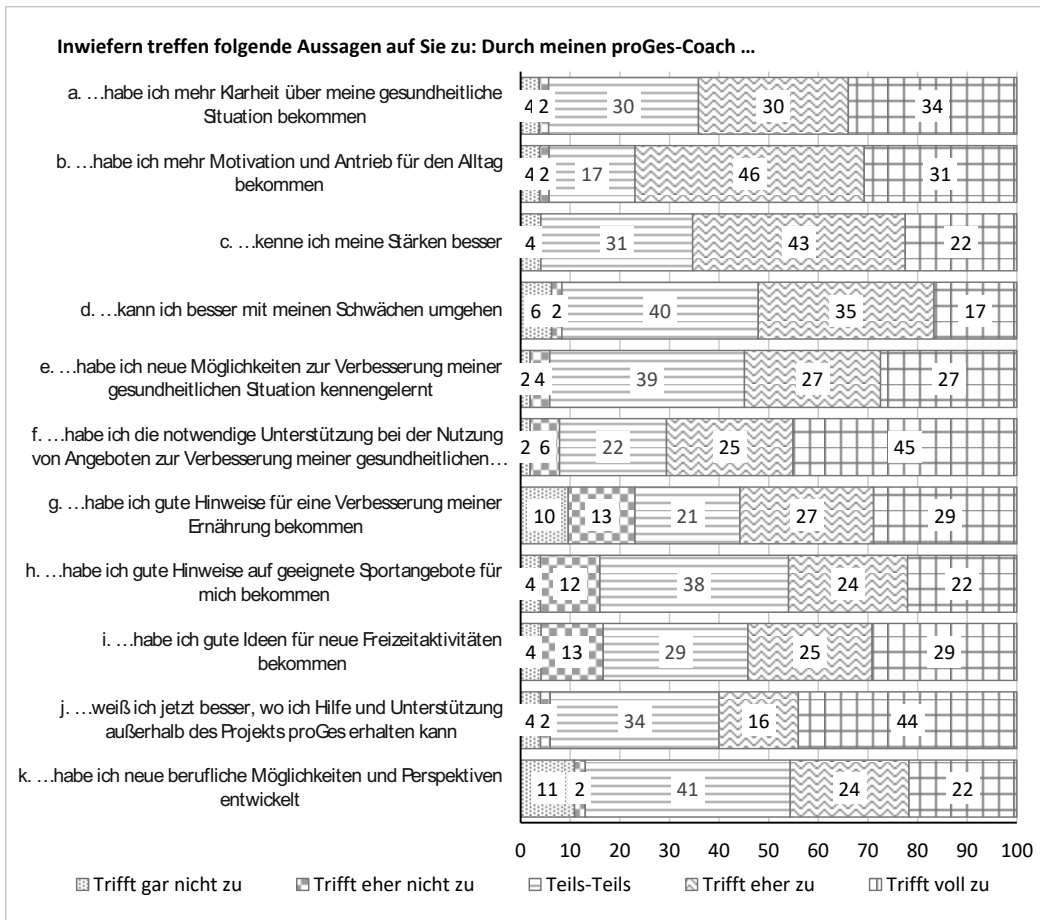 Inwiefern treffen folgende Aussagen auf Sie zu: Durch meinen proGes-Coach ...
a. ...habe ich mehr Klarheit über meine gesundheitliche
Situation bekommen
4 2 30 30 34
b. ...habe ich mehr Motivation und Antrieb für den Alltag
bekommen
4 2 17 46 31
c. ...kenne ich meine Stärken besser
4 31 43 22
d. ...kann ich besser mit meinen Schwächen umgehen
6 2 40 35 17
e. ...habe ich neue Möglichkeiten zur Verbesserung meiner
gesundheitlichen Situation kennengelernt
2 4 39 27 27
f. ...habe ich die notwendige Unterstützung bei der Nutzung
von Angeboten zur Verbesserung meiner gesundheitlichen...
2 6 22 25 45
g. ...habe ich gute Hinweise für eine Verbesserung meiner
Ernährung bekommen
10 13 21 27 29
h. ...habe ich gute Hinweise auf geeignete Sportangebote für
mich bekommen
4 12 38 24 22
i. ...habe ich gute Ideen für neue Freizeitaktivitäten
bekommen
4 13 29 25 29
j. ...weiß ich jetzt besser, wo ich Hilfe und Unterstützung
außerhalb des Projekts proGes erhalten kann
4 2 34 16 44
k. ...habe ich neue berufliche Möglichkeiten und Perspektiven
entwickelt
11 2 41 24 22
0 10 20 30 40 50 60 70 80 90 100
Trifft gar nicht zu Trifft eher nicht zu Teils-Teils Trifft eher zu Trifft voll zu